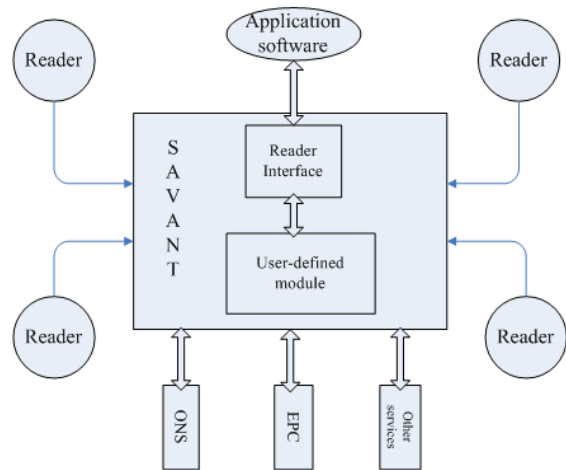 Application
software
Reader
Reader
S
A
V
A
N
T
Reader
Interface
User-defined
module
Reader
Reader
ONS
EPC
Other
services